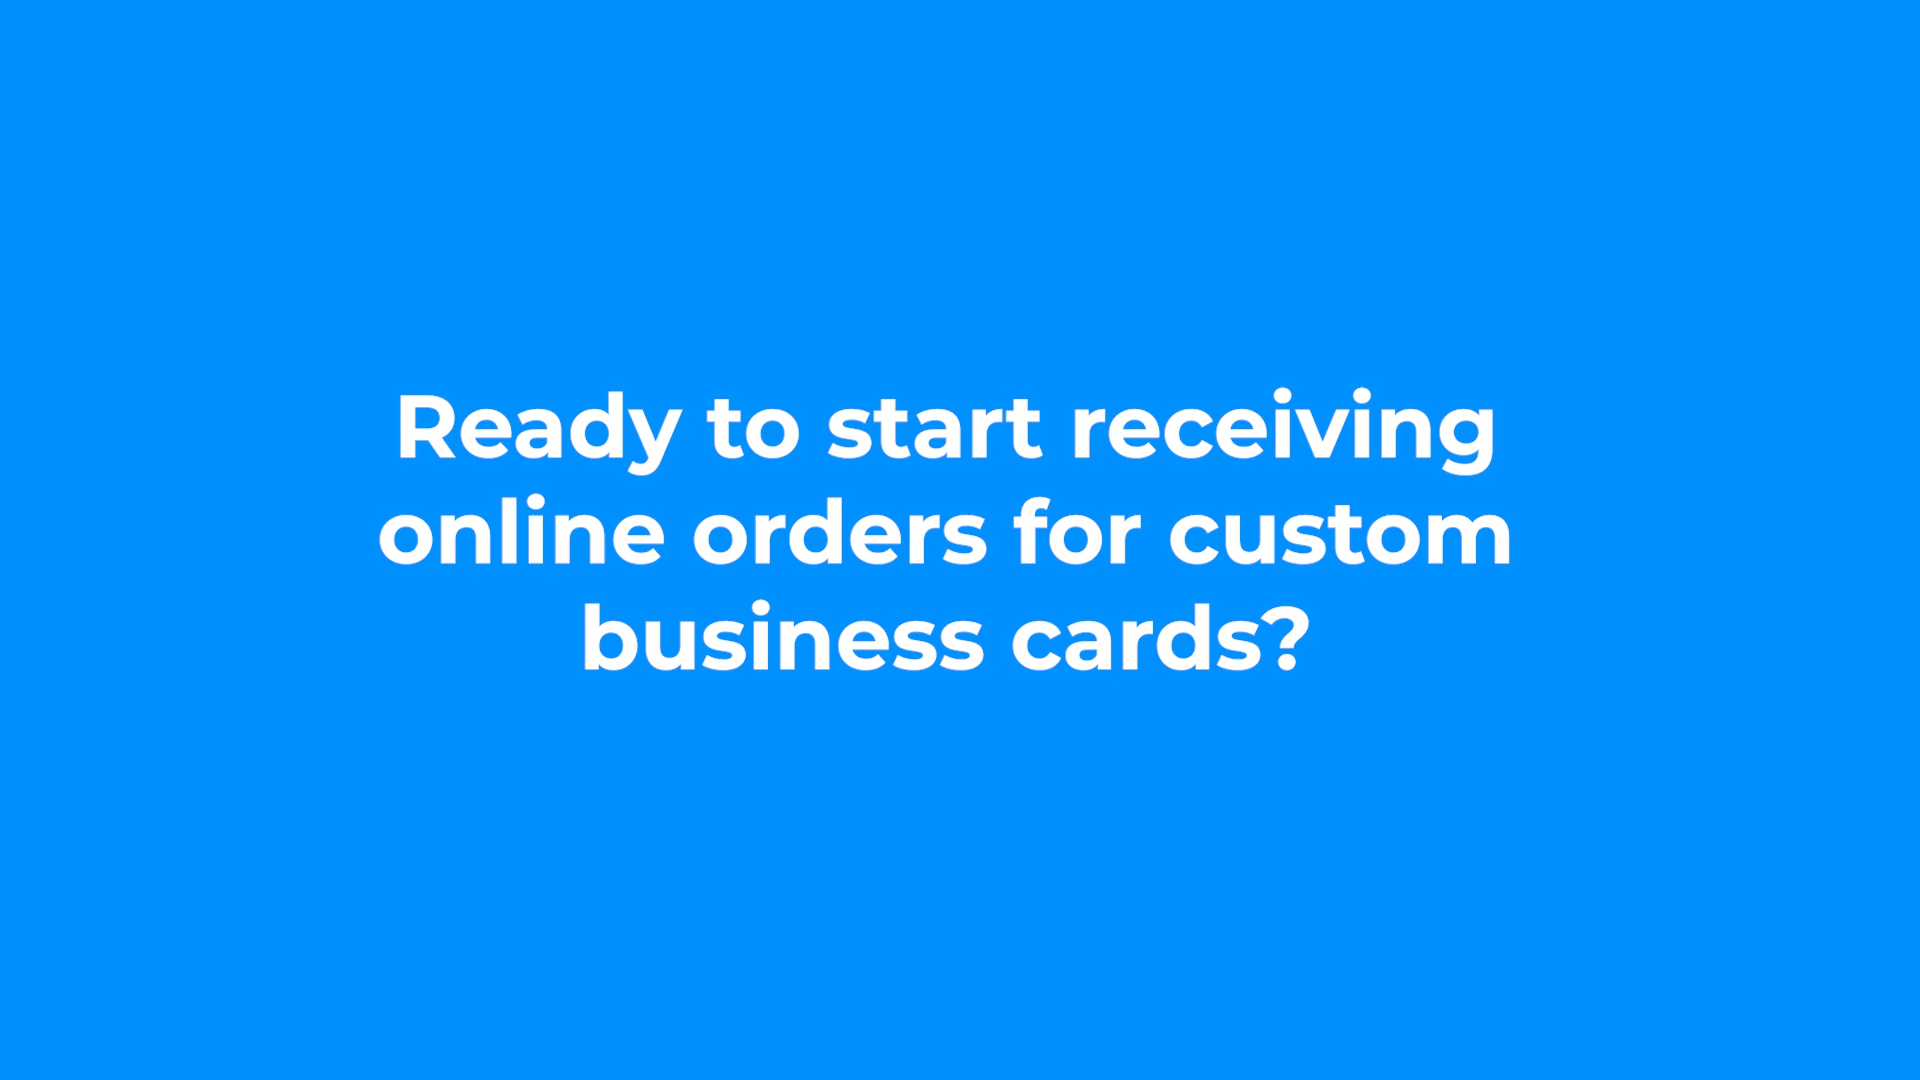 Ready to start receiving
online orders for custom
business cards?